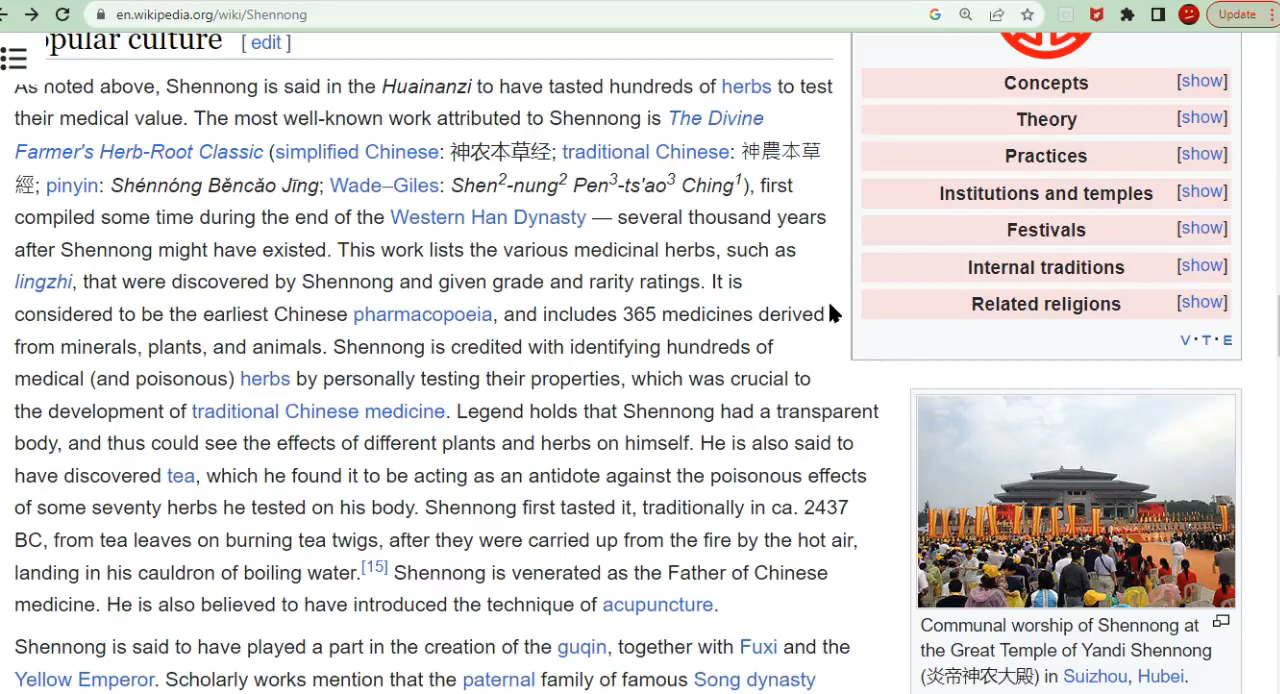 en.wikipedia.org/wiki/Shennong
Update
pular culture [ edit ]
As noted above, Shennong is said in the Huainanzi to have tasted hundreds of herbs to test
their medical value. The most well-known work attributed to Shennong is The Divine
Farmer's Herb-Root Classic (simplified Chinese: 神农本草经; traditional Chinese: 神農本草
經; pinyin: Shénnóng Běncǎo Jīng; Wade–Giles: Shen²-nung² Pen³-ts'ao³ Ching¹), first
compiled some time during the end of the Western Han Dynasty — several thousand years
after Shennong might have existed. This work lists the various medicinal herbs, such as
lingzhi, that were discovered by Shennong and given grade and rarity ratings. It is
considered to be the earliest Chinese pharmacopoeia, and includes 365 medicines derived
from minerals, plants, and animals. Shennong is credited with identifying hundreds of
medical (and poisonous) herbs by personally testing their properties, which was crucial to
the development of traditional Chinese medicine. Legend holds that Shennong had a transparent
body, and thus could see the effects of different plants and herbs on himself. He is also said to
have discovered tea, which he found it to be acting as an antidote against the poisonous effects
of some seventy herbs he tested on his body. Shennong first tasted it, traditionally in ca. 2437
BC, from tea leaves on burning tea twigs, after they were carried up from the fire by the hot air,
landing in his cauldron of boiling water.[15] Shennong is venerated as the Father of Chinese
medicine. He is also believed to have introduced the technique of acupuncture.
Shennong is said to have played a part in the creation of the guqin, together with Fuxi and the
Yellow Emperor. Scholarly works mention that the paternal family of famous Song dynasty
Concepts [show]
Theory [show]
Practices [show]
Institutions and temples [show]
Festivals [show]
Internal traditions [show]
Related religions [show]
V · T · E
Communal worship of Shennong at
the Great Temple of Yandi Shennong
(炎帝神农大殿) in Suizhou, Hubei.